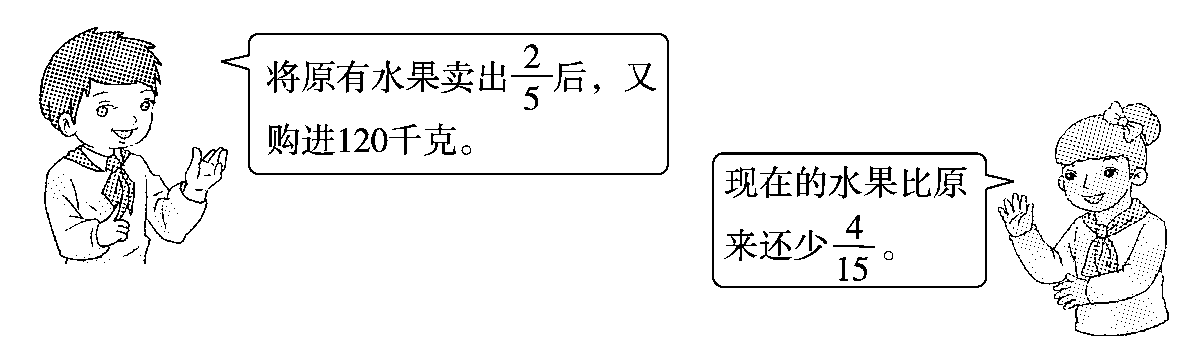 将原有水果卖出2/5后，又
购进120千克。
现在的水果比原
来还少4/15。